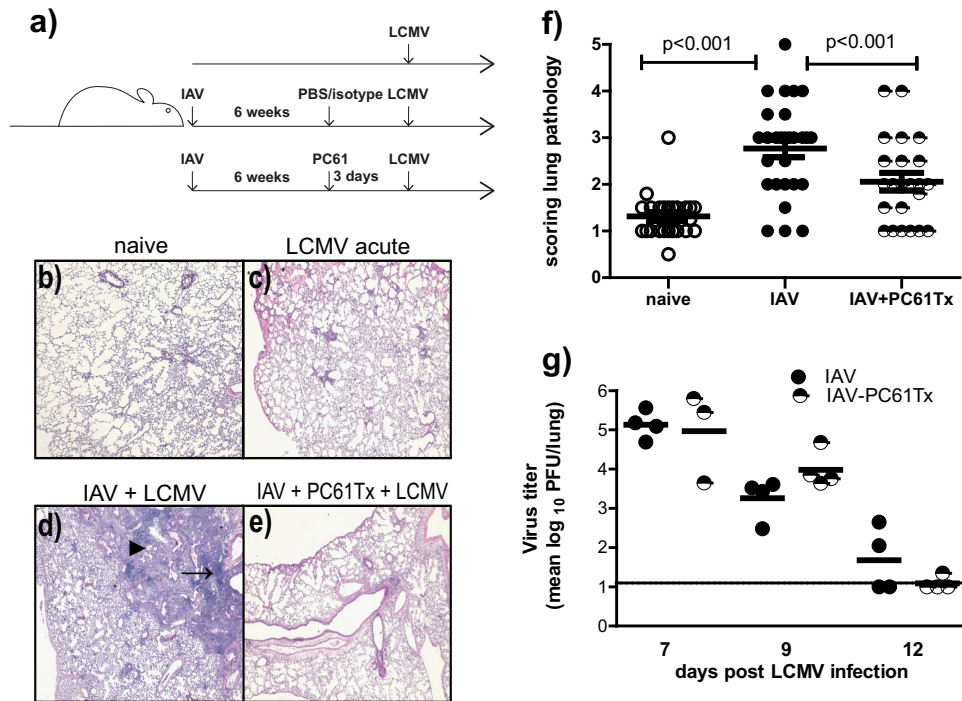 a)
LCMV
IAV
6 weeks
PBS/isotype
LCMV
IAV
6 weeks
PC61
3 days
LCMV
naive
LCMV acute
b)
c)
IAV + LCMV
IAV + PC61Tx + LCMV
d)
e)
f)
p<0.001
p<0.001
scoring lung pathology
5
4
3
2
1
0
naive
IAV
IAV+PC61Tx
g)
IAV
IAV-PC61Tx
Virus titer
(mean log 10 PFU/lung)
6
5
4
3
2
1
0
7
9
12
days post LCMV infection